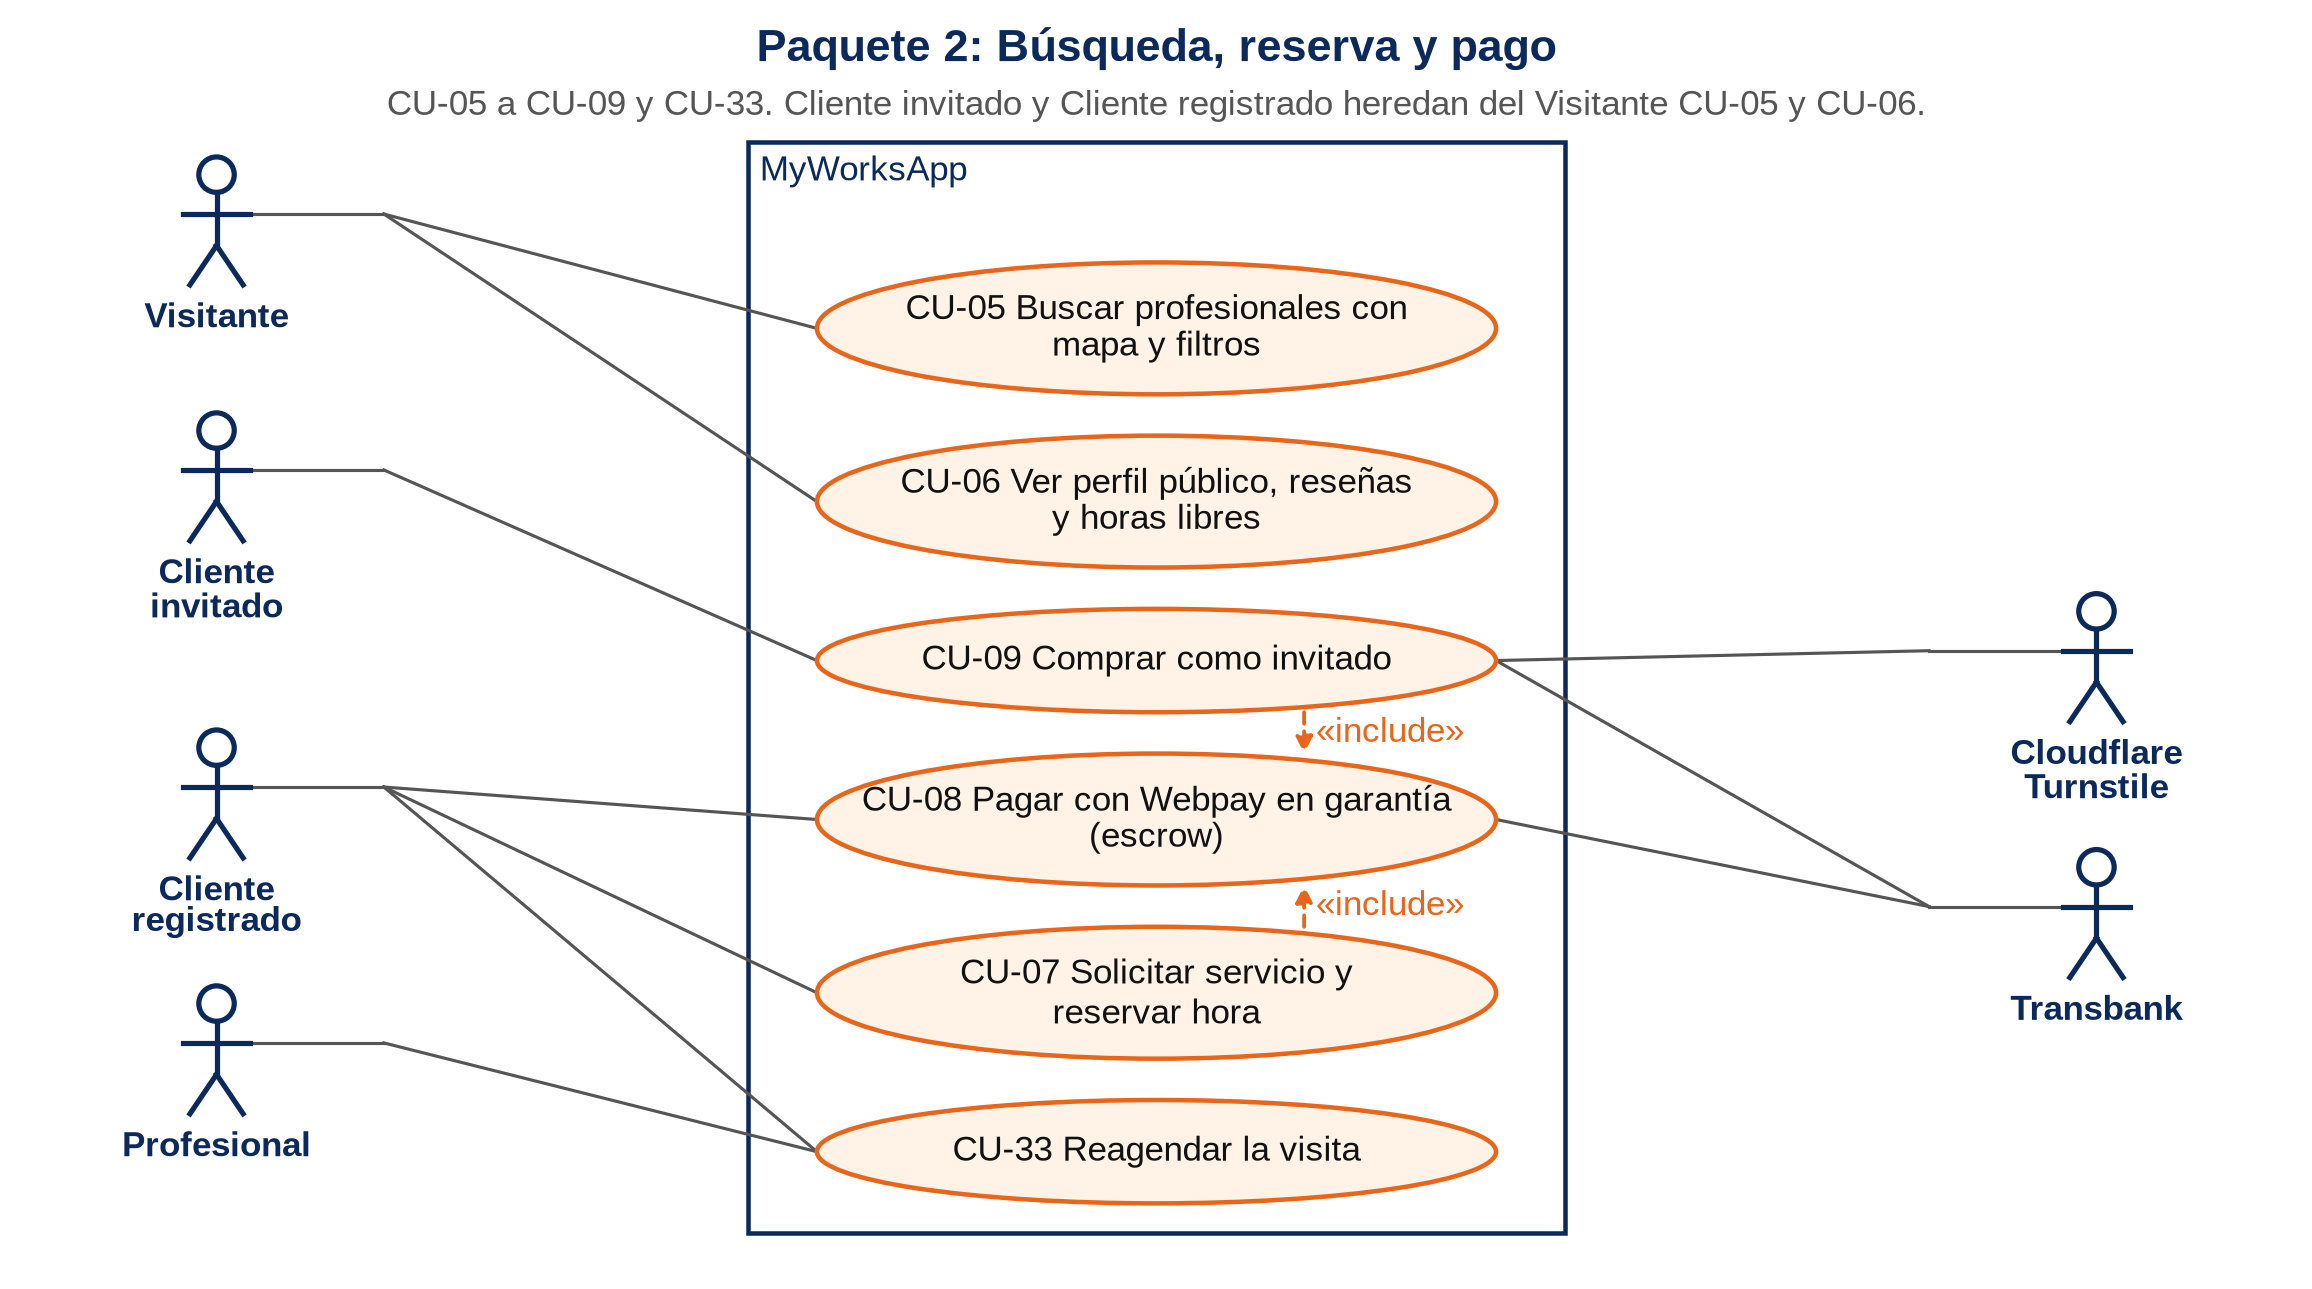 Paquete 2: Búsqueda, reserva y pago
CU-05 a CU-09 y CU-33. Cliente invitado y Cliente registrado heredan del Visitante CU-05 y CU-06.
MyWorksApp
Visitante
Cliente
invitado
Cliente
registrado
Profesional
CU-05 Buscar profesionales con
mapa y filtros
CU-06 Ver perfil público, reseñas
y horas libres
CU-09 Comprar como invitado
«include»
CU-08 Pagar con Webpay en garantía
(escrow)
«include»
CU-07 Solicitar servicio y
reservar hora
CU-33 Reagendar la visita
Cloudflare
Turnstile
Transbank